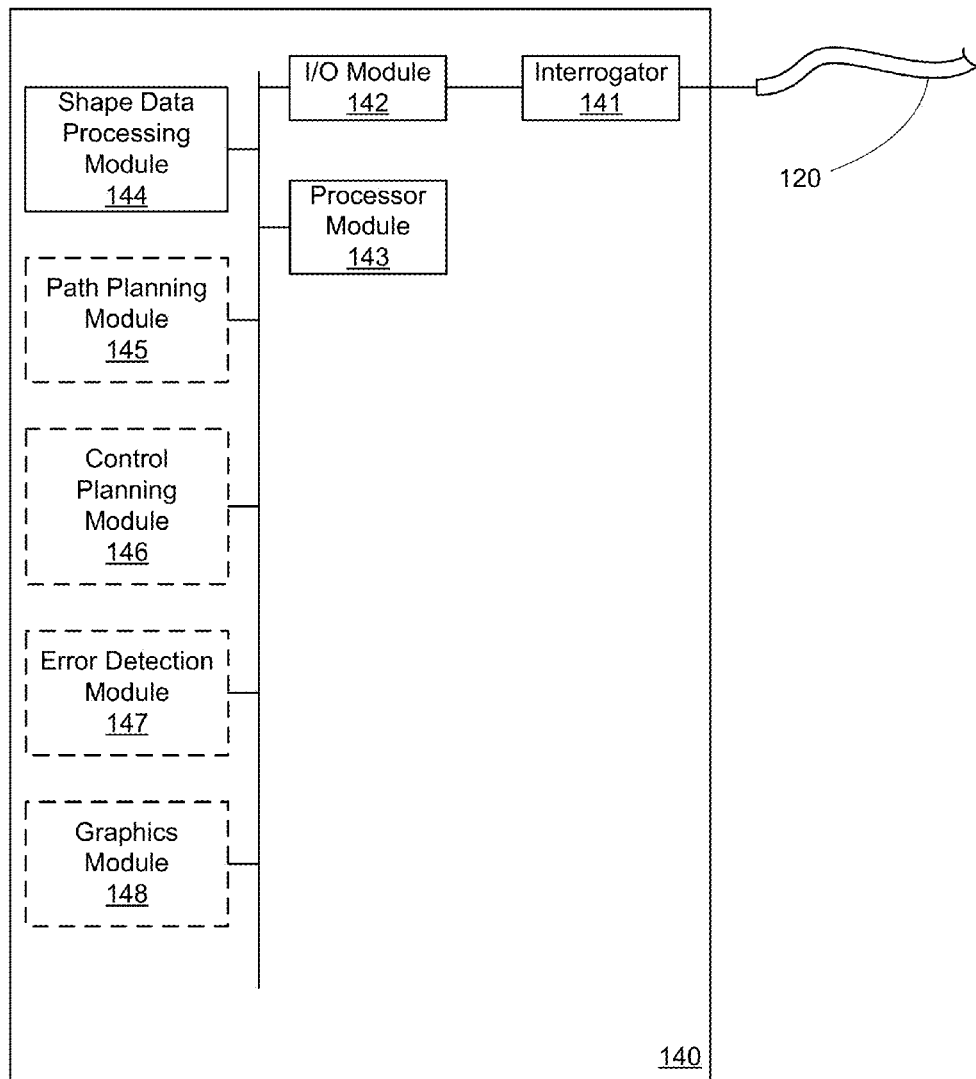 I/O Module
142
Interrogator
141
120
Shape Data
Processing
Module
144
Processor
Module
143
Path Planning
Module
145
Control
Planning
Module
146
Error Detection
Module
147
Graphics
Module
148
140